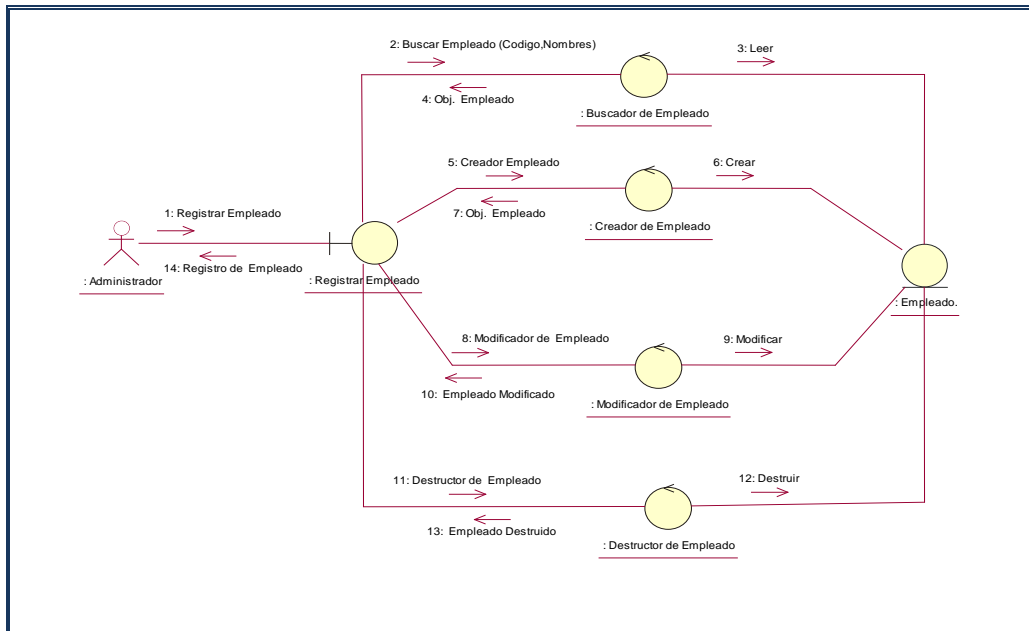 2: Buscar Empleado (Codigo,Nombres)
3: Leer
4: Obj. Empleado
: Buscador de Empleado
5: Creador Empleado
6: Crear
7: Obj. Empleado
: Creador de Empleado
1: Registrar Empleado
14: Registro de Empleado
: Administrador
: Registrar Empleado
: Empleado.
8: Modificador de Empleado
9: Modificar
10: Empleado Modificado
: Modificador de Empleado
11: Destructor de Empleado
12: Destruir
13: Empleado Destruido
: Destructor de Empleado